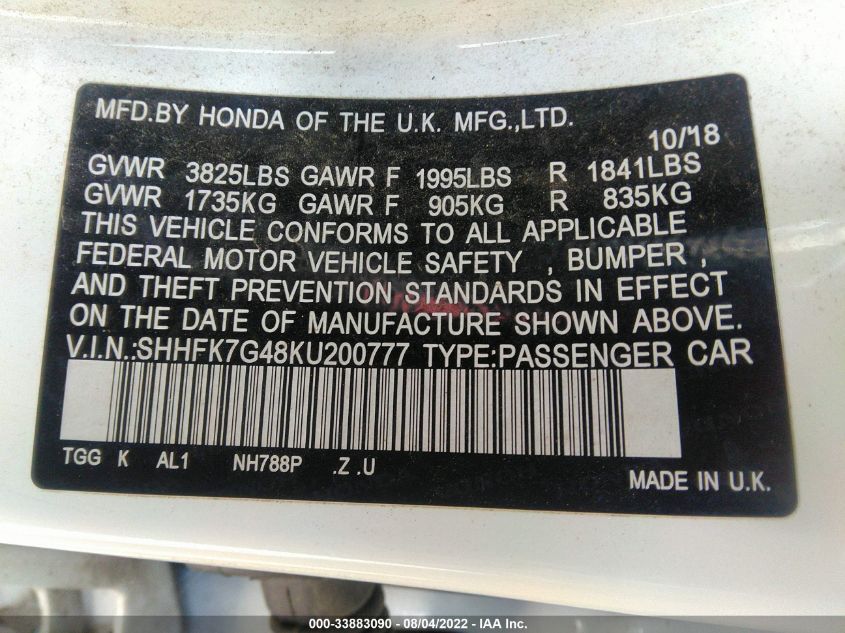 MFD.BY HONDA OF THE U.K. MFG.,LTD.
10/18
GVWR 3825LBS GAWR F 1995LBS R 1841LBS
GVWR 1735KG GAWR F 905KG R 835KG
THIS VEHICLE CONFORMS TO ALL APPLICABLE
FEDERAL MOTOR VEHICLE SAFETY , BUMPER ,
AND THEFT PREVENTION STANDARDS IN EFFECT
ON THE DATE OF MANUFACTURE SHOWN ABOVE.
V.I.N.:SHHFK7G48KU200777 TYPE:PASSENGER CAR
TGG K AL1 NH788P .Z .U
MADE IN U.K.
000-33883090 - 08/04/2022 - IAA Inc.